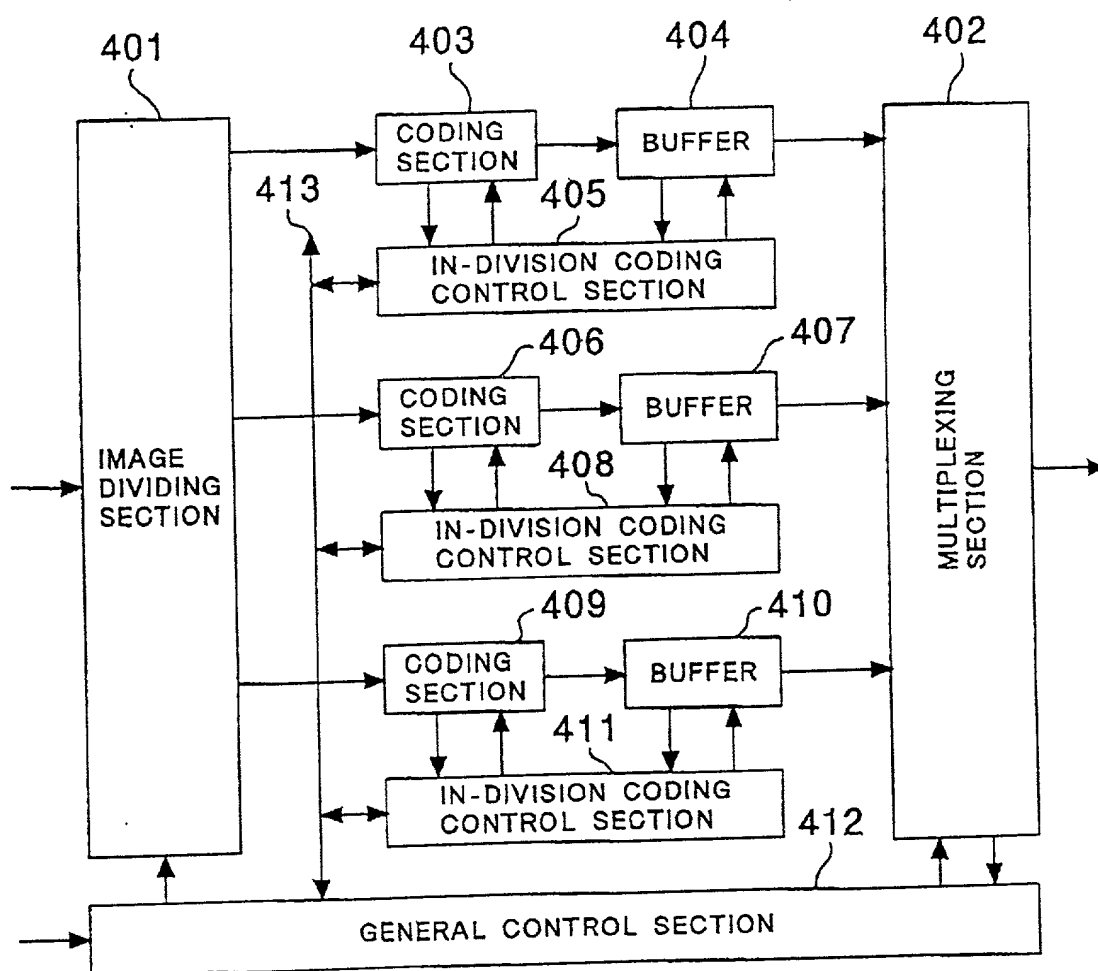 401
403
404
402
CODING
SECTION
BUFFER
413
405
IN-DIVISION CODING
CONTROL SECTION
406
407
CODING
SECTION
BUFFER
IMAGE
DIVIDING
SECTION
408
MULTIPLEXING
SECTION
IN-DIVISION CODING
CONTROL SECTION
409
410
CODING
SECTION
BUFFER
411
IN-DIVISION CODING
CONTROL SECTION
412
GENERAL CONTROL SECTION